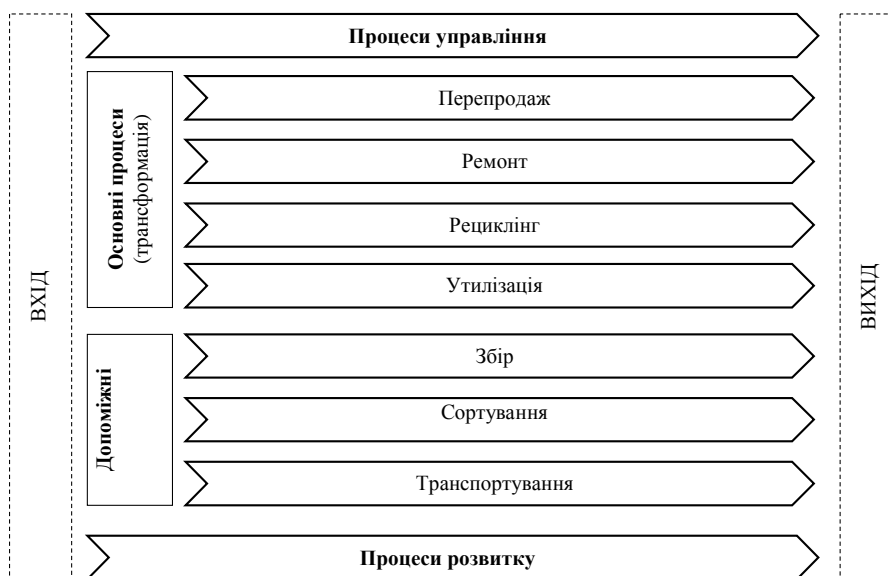 Процеси управління
ВХІД
Основні процеси
(трансформація)
Перепродаж
Ремонт
Рециклінг
Утилізація
Допоміжні
Збір
Сортування
Транспортування
Процеси розвитку
ВИХІД